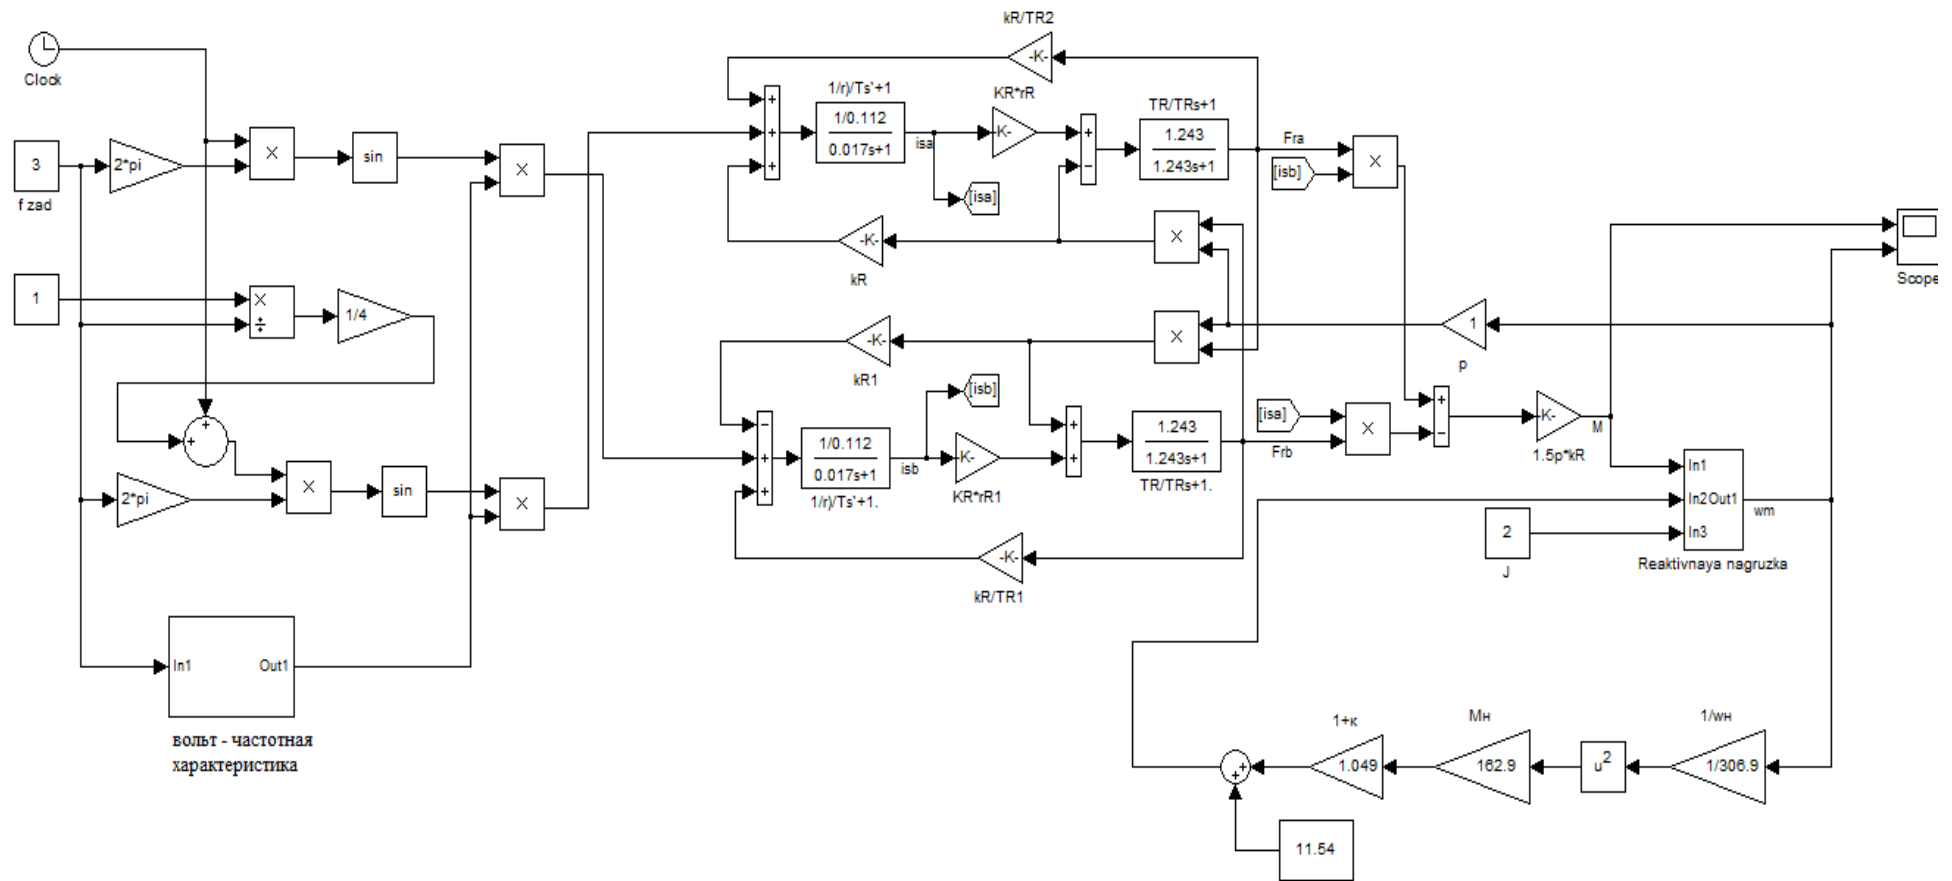 Clock
3
f zad
2*pi
×
sin
×
1
×
÷
1/4
+
+
2*pi
×
sin
×
In1
Out1
вольт - частотная
характеристика
kR/TR2
-K-
+
+
+
1/r)/Ts'+1
1/0.112
0.017s+1
isa
KR*rR
K-
[isa]
+
−
TR/TRs+1
1.243
1.243s+1
Fra
[isb]
×
-K-
kR
×
-K-
kR1
×
1
p
−
+
+
1/0.112
0.017s+1
1/r)/Ts'+1.
isb
[isb]
K-
KR*rR1
+
+
1.243
1.243s+1
TR/TRs+1.
[isa]
Frb
×
+
−
K-
1.5p*kR
M
-K-
kR/TR1
Scope
2
J
In1
In2
Out1
In3
wm
Reaktivnaya nagruzka
1+к
Мн
1/wн
+
+
1.049
162.9
u2
1/306.9
11.54